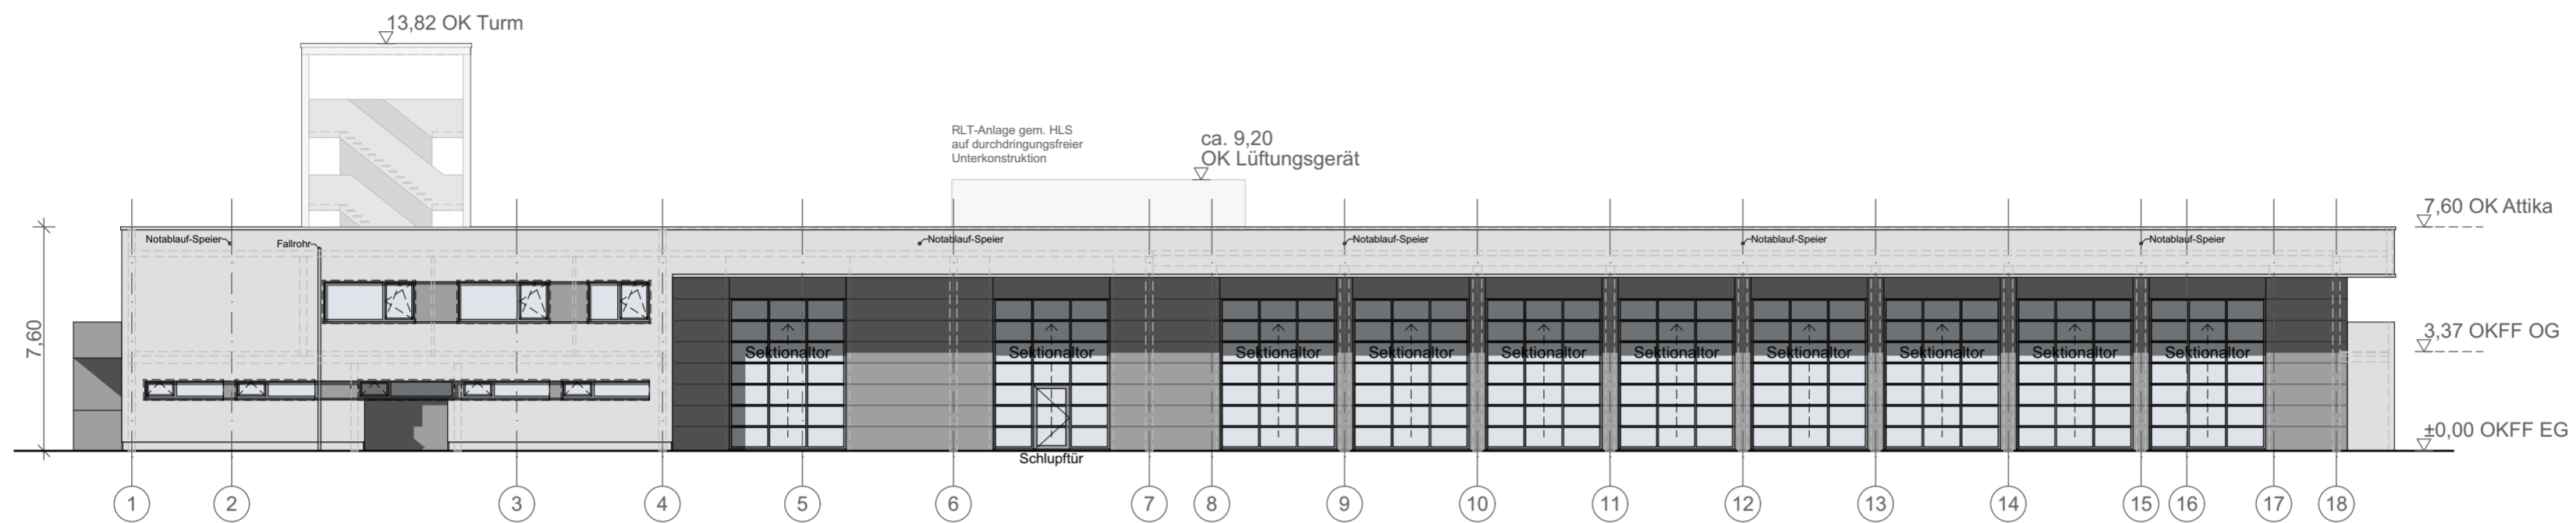 13,82 OK Turm
RLT-Anlage gem. HLS
auf durchdringungsfreier
Unterkonstruktion
ca. 9,20
OK Lüftungsgerät
7,60 OK Attika
Notablauf-Speier
Fallrohr
Notablauf-Speier
Notablauf-Speier
Notablauf-Speier
Notablauf-Speier
7,60
3,37 OKFF OG
Sektionaltor
Sektionaltor
Sektionaltor
Sektionaltor
Sektionaltor
Sektionaltor
Sektionaltor
Sektionaltor
Sektionaltor
Sektionaltor
±0,00 OKFF EG
Schlupftür
1
2
3
4
5
6
7
8
9
10
11
12
13
14
15
16
17
18